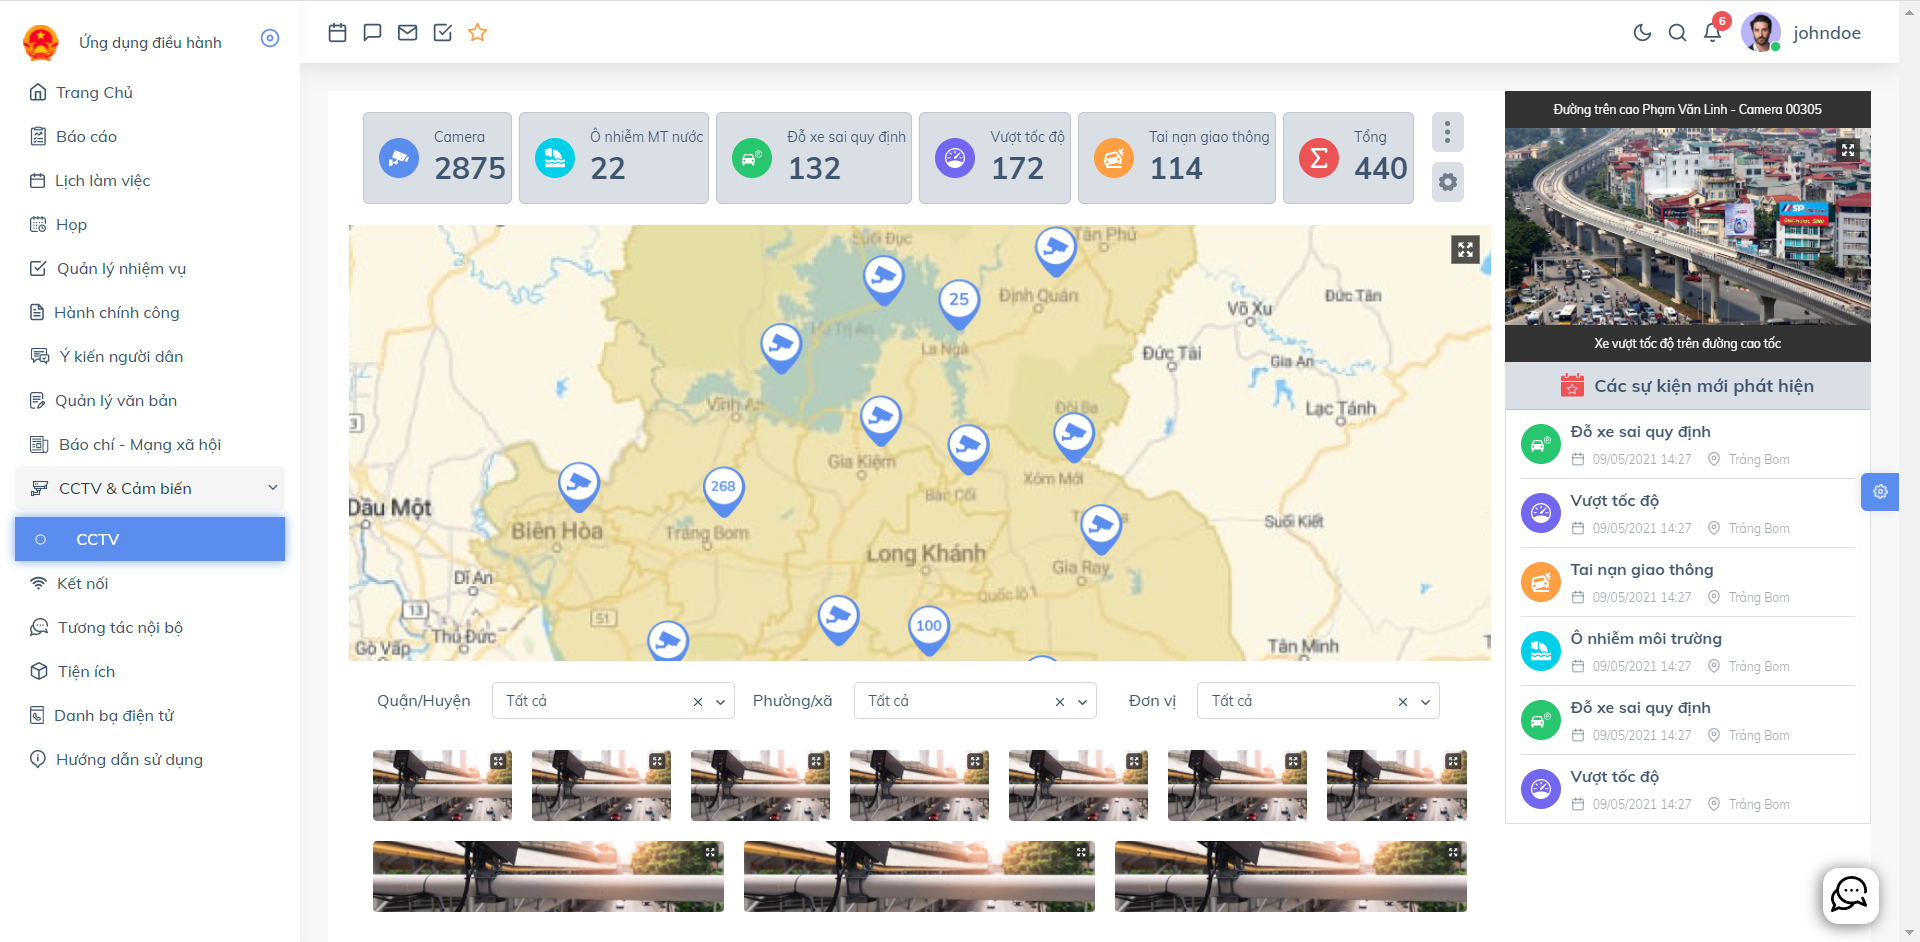 Ứng dụng điều hành
Trang Chủ
Báo cáo
Lịch làm việc
Họp
Quản lý nhiệm vụ
Hành chính công
Ý kiến người dân
Quản lý văn bản
Báo chí - Mạng xã hội
CCTV & Cảm biến
CCTV
Kết nối
Tương tác nội bộ
Tiện ích
Danh bạ điện tử
Hướng dẫn sử dụng
6
johndoe
Camera
2875
Ô nhiễm MT nước
22
Đỗ xe sai quy định
132
Vượt tốc độ
172
Tai nạn giao thông
114
Tổng
440
Suối Đục
Tân Phú
25
Định Quán
Võ Xu
Đức Tân
Hồ Trị An
La Ngà
Đức Tài
Gia An
Vĩnh An
Lạc Tánh
Gia Kiệm
Xóm Mới
268
Dầu Một
Biên Hòa
Trảng Bom
Long Khánh
Suối Kiết
Gia Ray
Dĩ An
Quốc lộ 1
13
51
Thủ Đức
100
Gò Vấp
Tân Minh
Quận/Huyện
Tất cả
Phường/xã
Tất cả
Đơn vị
Tất cả
Đường trên cao Phạm Văn Linh - Camera 00305
SP
Xe vượt tốc độ trên đường cao tốc
Các sự kiện mới phát hiện
Đỗ xe sai quy định
09/05/2021 14:27 Trảng Bom
Vượt tốc độ
09/05/2021 14:27 Trảng Bom
Tai nạn giao thông
09/05/2021 14:27 Trảng Bom
Ô nhiễm môi trường
09/05/2021 14:27 Trảng Bom
Đỗ xe sai quy định
09/05/2021 14:27 Trảng Bom
Vượt tốc độ
09/05/2021 14:27 Trảng Bom